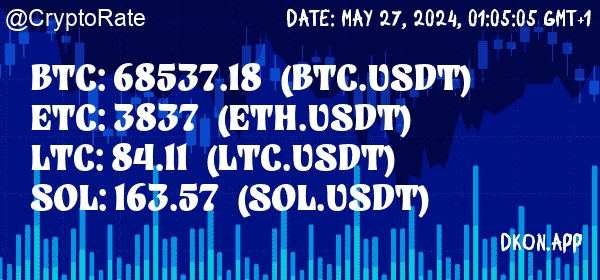 @CryptoRate
DATE: MAY 27, 2024, 01:05:05 GMT+1
BTC: 68537.18 (BTC.USDT)
ETC: 3837 (ETH.USDT)
LTC: 84.11 (LTC.USDT)
SOL: 163.57 (SOL.USDT)
DKON.APP